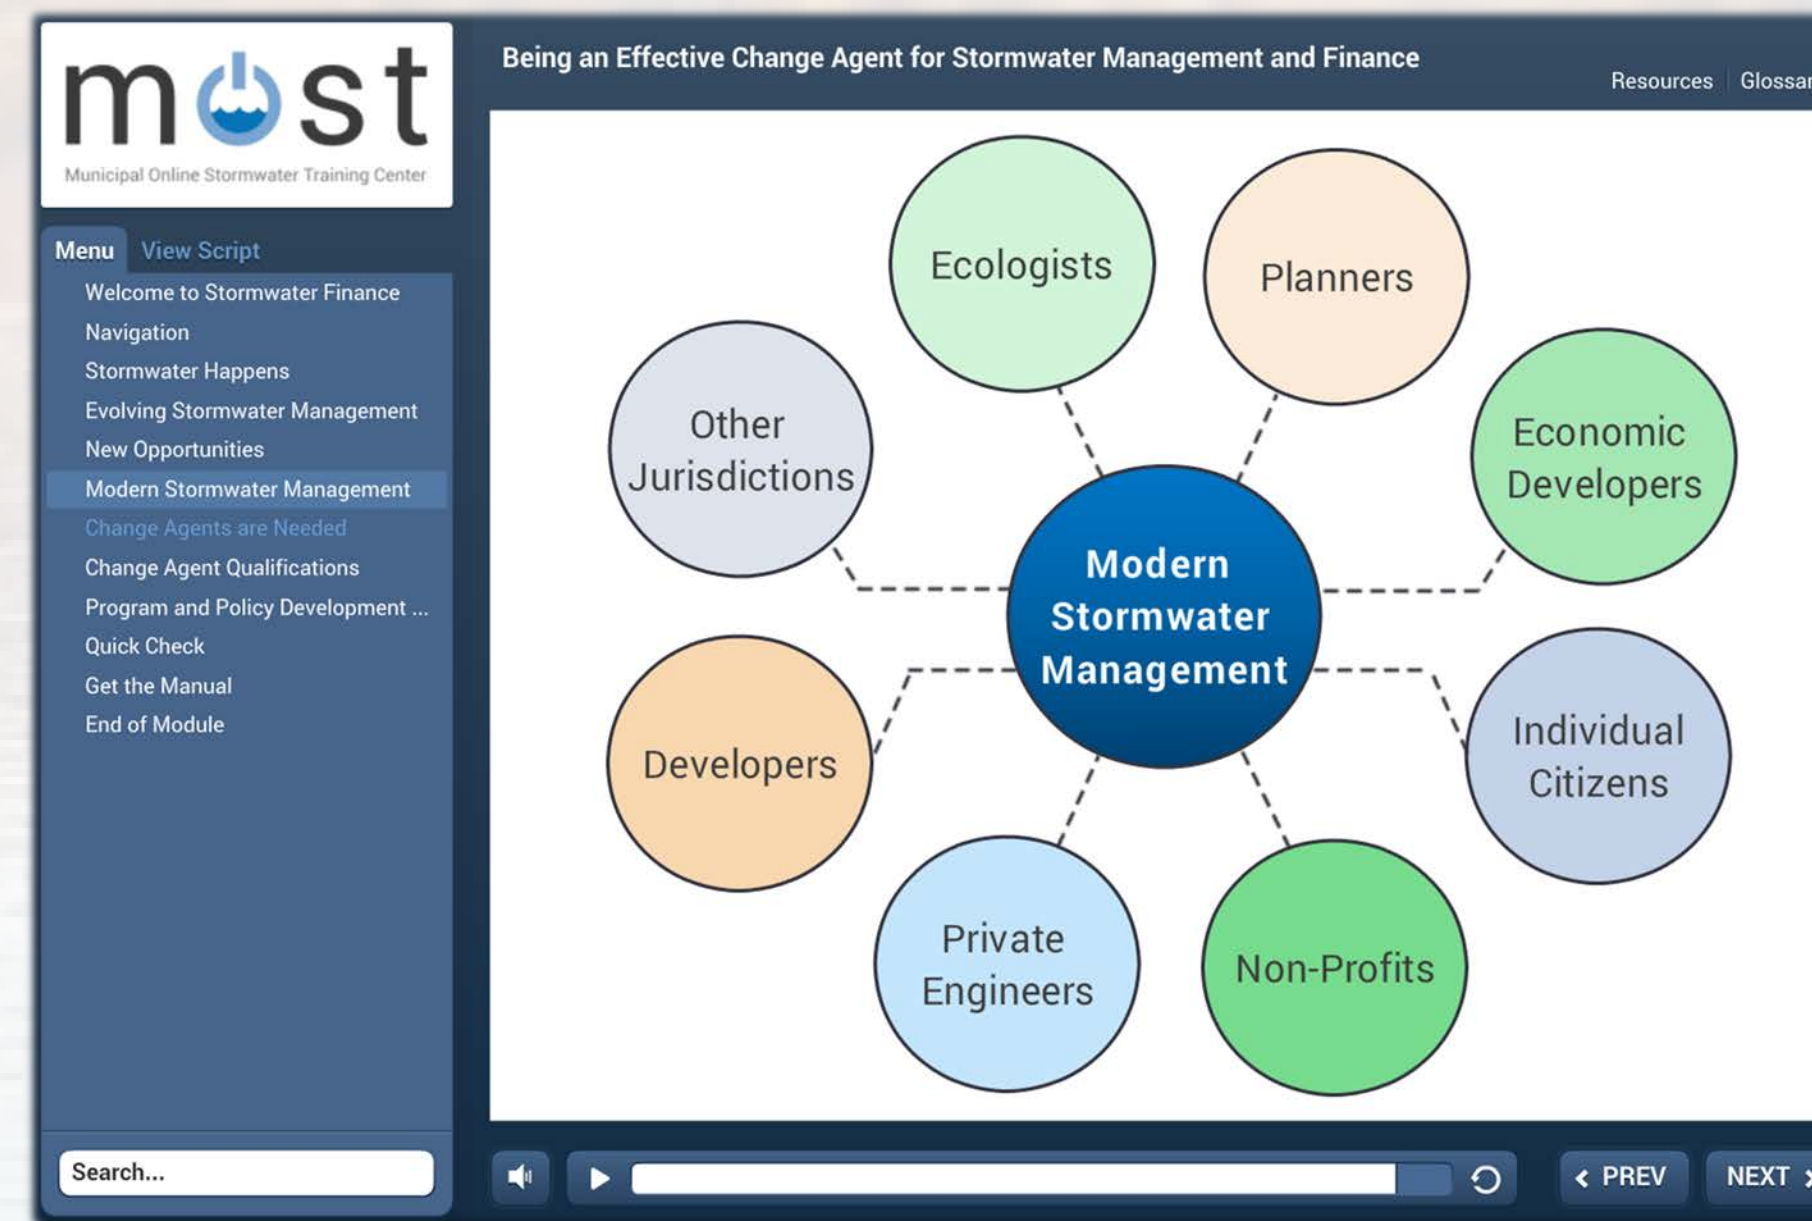 most
Municipal Online Stormwater Training Center
Being an Effective Change Agent for Stormwater Management and Finance
Resources
Glossar
Menu
View Script
Welcome to Stormwater Finance
Navigation
Stormwater Happens
Evolving Stormwater Management
New Opportunities
Modern Stormwater Management
Change Agents are Needed
Change Agent Qualifications
Program and Policy Development ...
Quick Check
Get the Manual
End of Module
Search...
Ecologists
Planners
Other
Jurisdictions
Economic
Developers
Modern
Stormwater
Management
Developers
Individual
Citizens
Private
Engineers
Non-Profits
PREV
NEXT